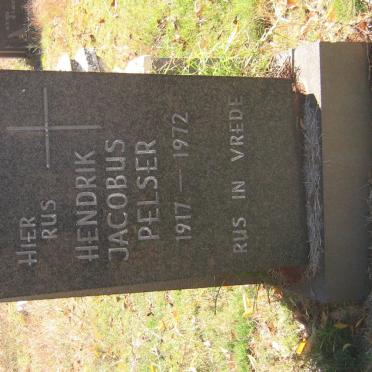 HIER
RUS
HENDRIK
JACOBUS
PELSER
1917 — 1972
RUS IN VREDE